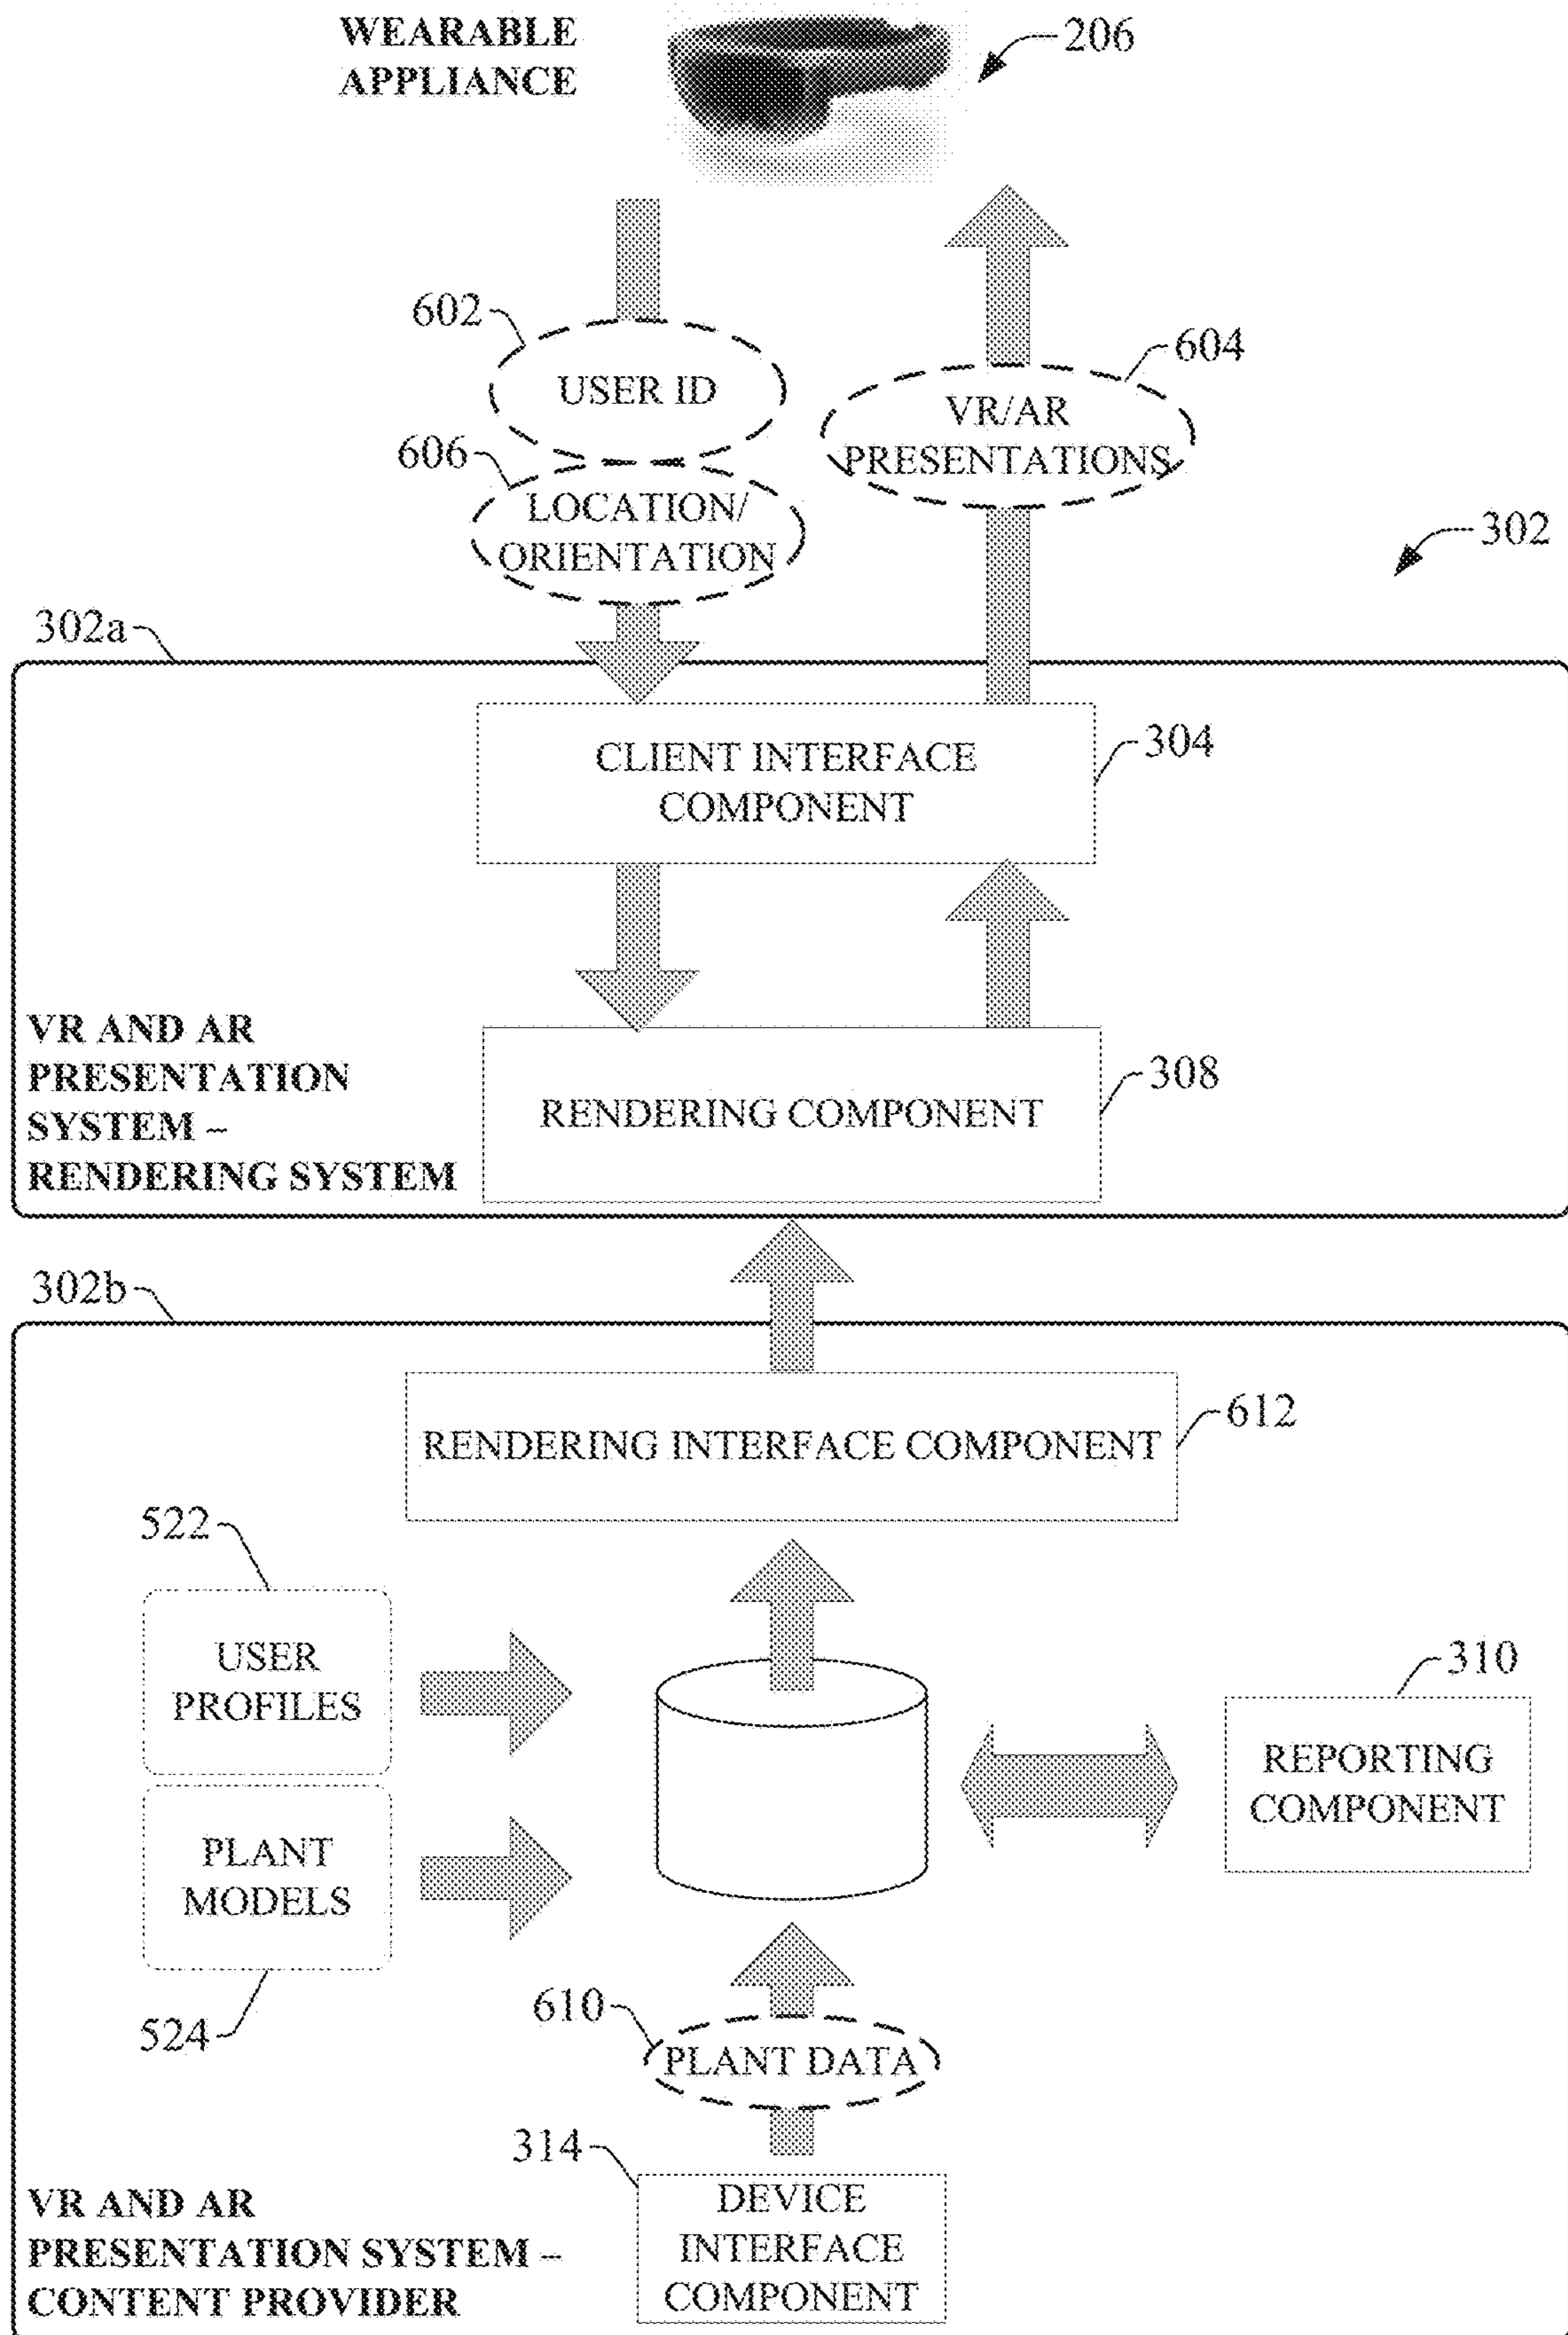 WEARABLE
APPLIANCE
206
602
USER ID
604
VR/AR
PRESENTATIONS
606
LOCATION/
ORIENTATION
302
302a
CLIENT INTERFACE
COMPONENT
304
VR AND AR
PRESENTATION
SYSTEM –
RENDERING SYSTEM
RENDERING COMPONENT
308
302b
RENDERING INTERFACE COMPONENT
612
522
USER
PROFILES
310
REPORTING
COMPONENT
PLANT
MODELS
524
610
PLANT DATA
314
DEVICE
INTERFACE
COMPONENT
VR AND AR
PRESENTATION SYSTEM –
CONTENT PROVIDER